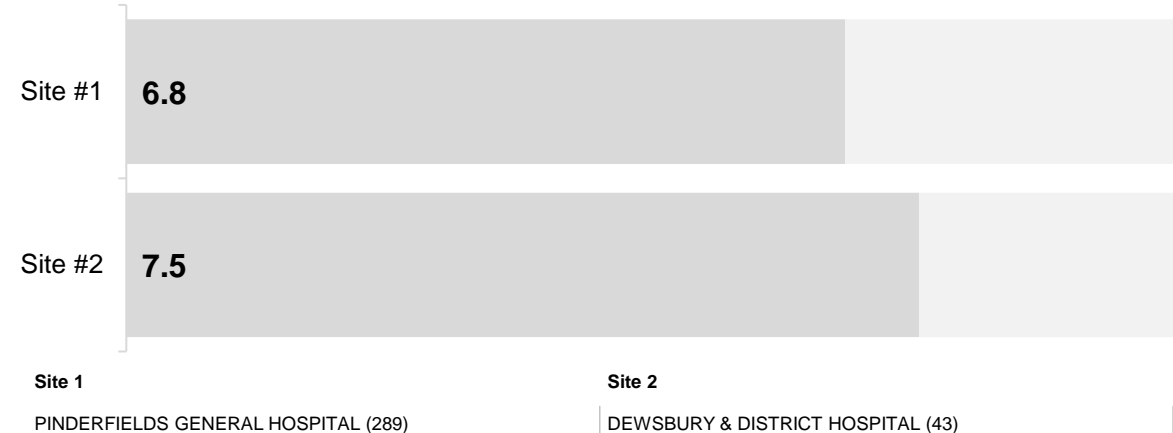 Site #1 6.8
Site #2 7.5
Site 1 Site 2
PINDERFIELDS GENERAL HOSPITAL (289) DEWSBURY & DISTRICT HOSPITAL (43)